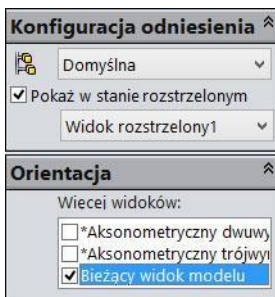 Konfiguracja odniesienia
Domyślna
Pokaż w stanie rozstrzelonym
Widok rozstrzelony1
Orientacja
Więcej widoków:
*Aksonometryczny dwuwy
*Aksonometryczny trójwy
Bieżący widok modelu